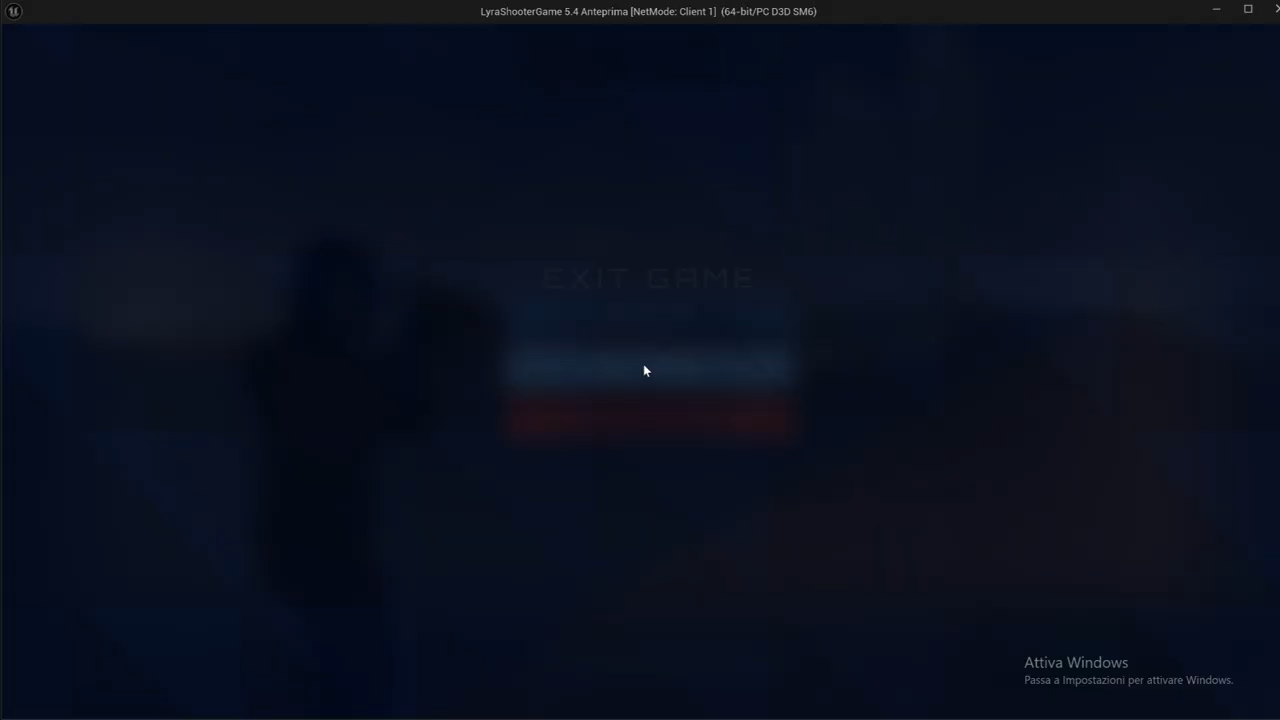 LyraShooterGame 5.4 Anteprima [NetMode: Client 1] (64-bit/PC D3D SM6)
EXIT GAME
Attiva Windows
Passa a Impostazioni per attivare Windows.